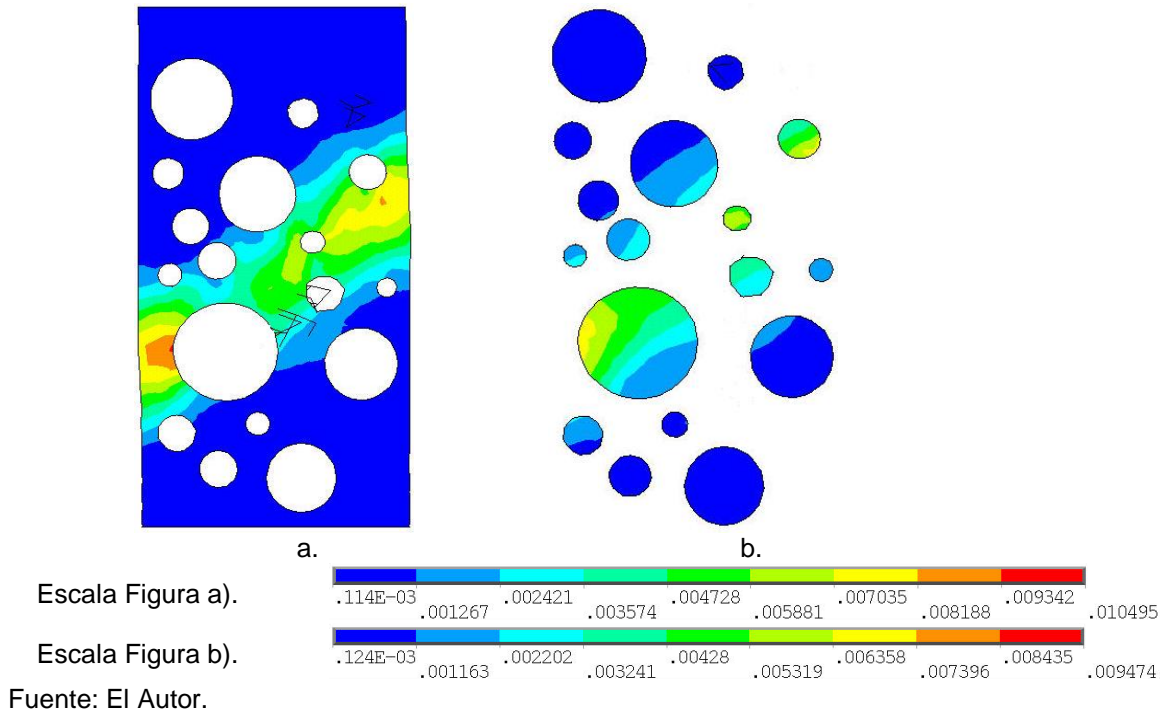 a. b.
Escala Figura a).
.114E-03 .002421 .004728 .007035 .009342
.001267 .003574 .005881 .008188 .010495
Escala Figura b).
.124E-03 .002202 .00428 .006358 .008435
.001163 .003241 .005319 .007396 .009474
Fuente: El Autor.